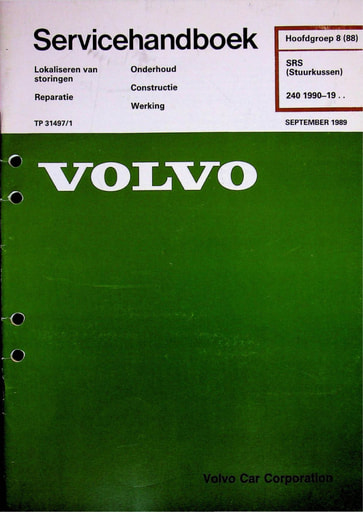 Servicehandboek
Lokaliseren van
storingen
Reparatie
Onderhoud
Constructie
Werking
TP 31497/1
Hoofdgroep 8 (88)
SRS
(Stuurkussen)
240 1990–19 . .
SEPTEMBER 1989
VOLVO
Volvo Car Corporation